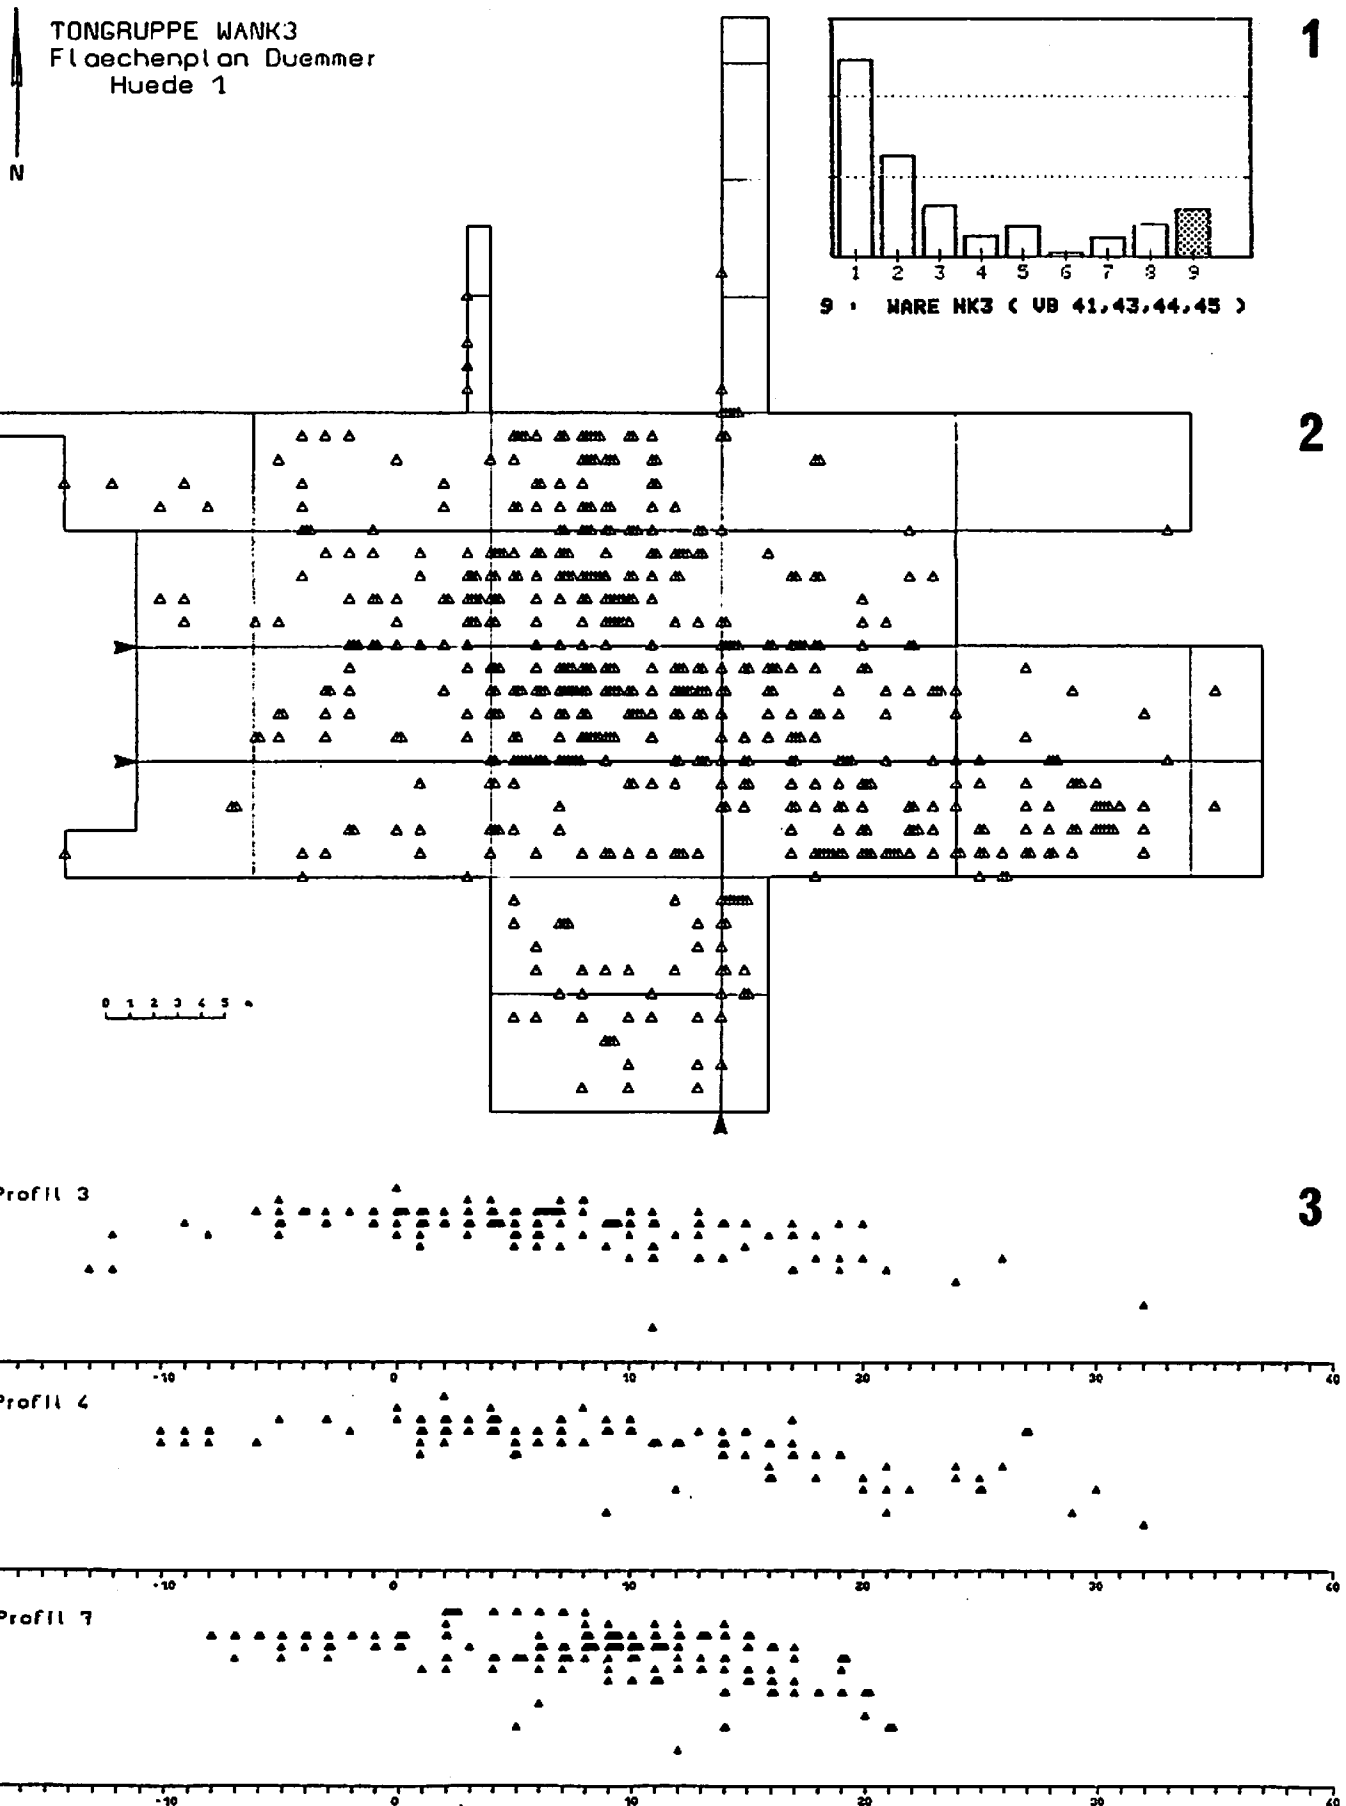 TONGRUPPE WANK3
Flaechenplan Duemmer
Huede 1
N
1
1 2 3 4 5 6 7 8 9
9 : WARE NK3 ( VB 41,43,44,45 )
2
0 1 2 3 4 5 m
3
Profil 3
-10 0 10 20 30 40
Profil 4
-10 0 10 20 30 40
Profil 7
-10 0 10 20 30 40